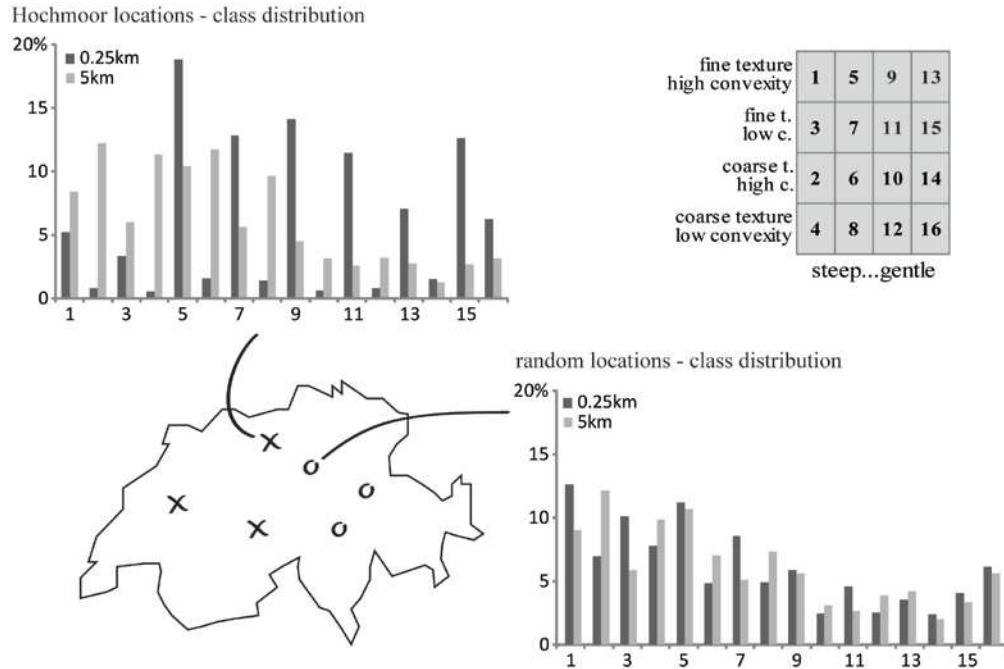 Hochmoor locations - class distribution
20%
15
10
5
0
0.25km
5km
1 3 5 7 9 11 13 15
fine texture
high convexity
1 5 9 13
fine t.
low c.
3 7 11 15
coarse t.
high c.
2 6 10 14
coarse texture
low convexity
4 8 12 16
steep...gentle
random locations - class distribution
20%
15
10
5
0
0.25km
5km
1 3 5 7 9 11 13 15